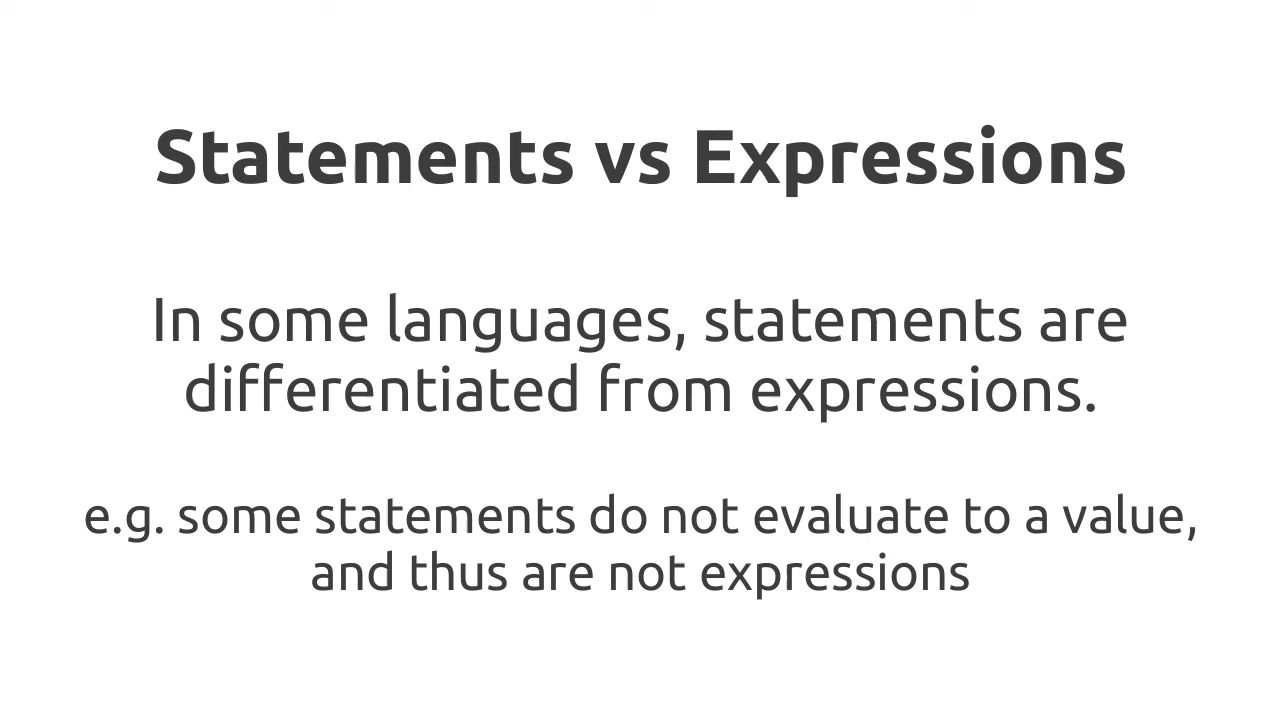 Statements vs Expressions
In some languages, statements are
differentiated from expressions.
e.g. some statements do not evaluate to a value,
and thus are not expressions